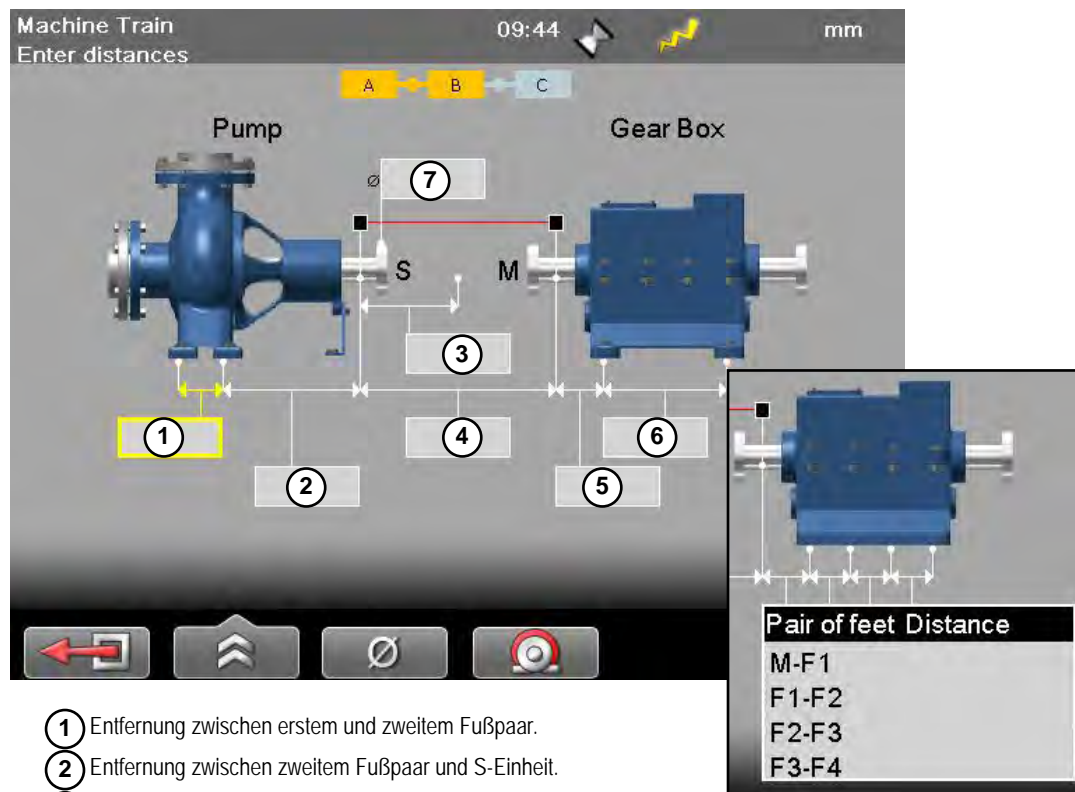 Machine Train
Enter distances
09:44
mm
A B C
Pump
Gear Box
Ø 7
S
M
3
1
4
6
2
5
Ø
Pair of feet Distance
M-F1
F1-F2
F2-F3
F3-F4
1 Entfernung zwischen erstem und zweitem Fußpaar.
2 Entfernung zwischen zweitem Fußpaar und S-Einheit.